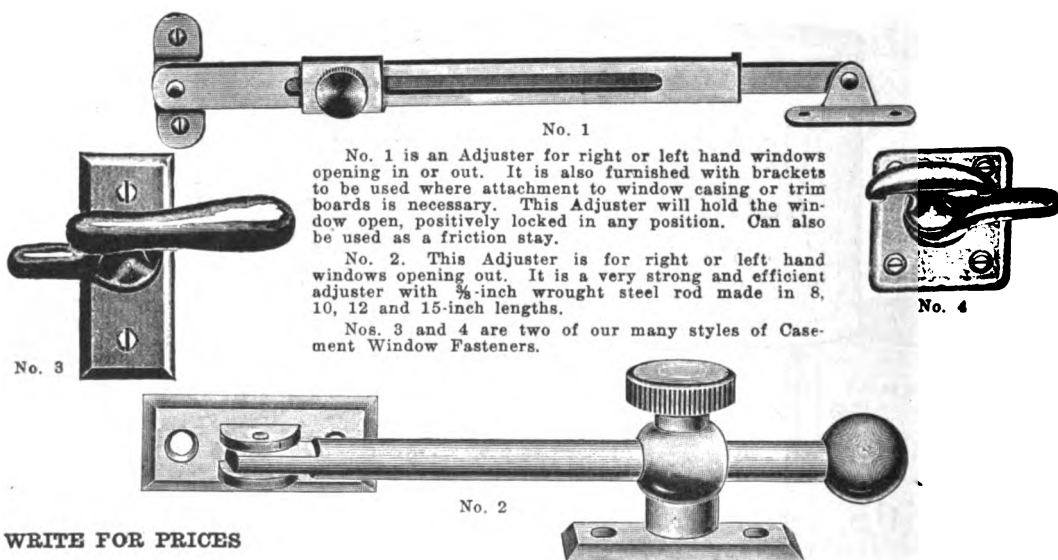 No. 1
No. 1 is an Adjuster for right or left hand windows
opening in or out. It is also furnished with brackets
to be used where attachment to window casing or trim
boards is necessary. This Adjuster will hold the win-
dow open, positively locked in any position. Can also
be used as a friction stay.
No. 2. This Adjuster is for right or left hand
windows opening out. It is a very strong and efficient
adjuster with ⅜-inch wrought steel rod made in 8,
10, 12 and 15-inch lengths.
Nos. 3 and 4 are two of our many styles of Case-
ment Window Fasteners.
No. 4
No. 3
No. 2
WRITE FOR PRICES